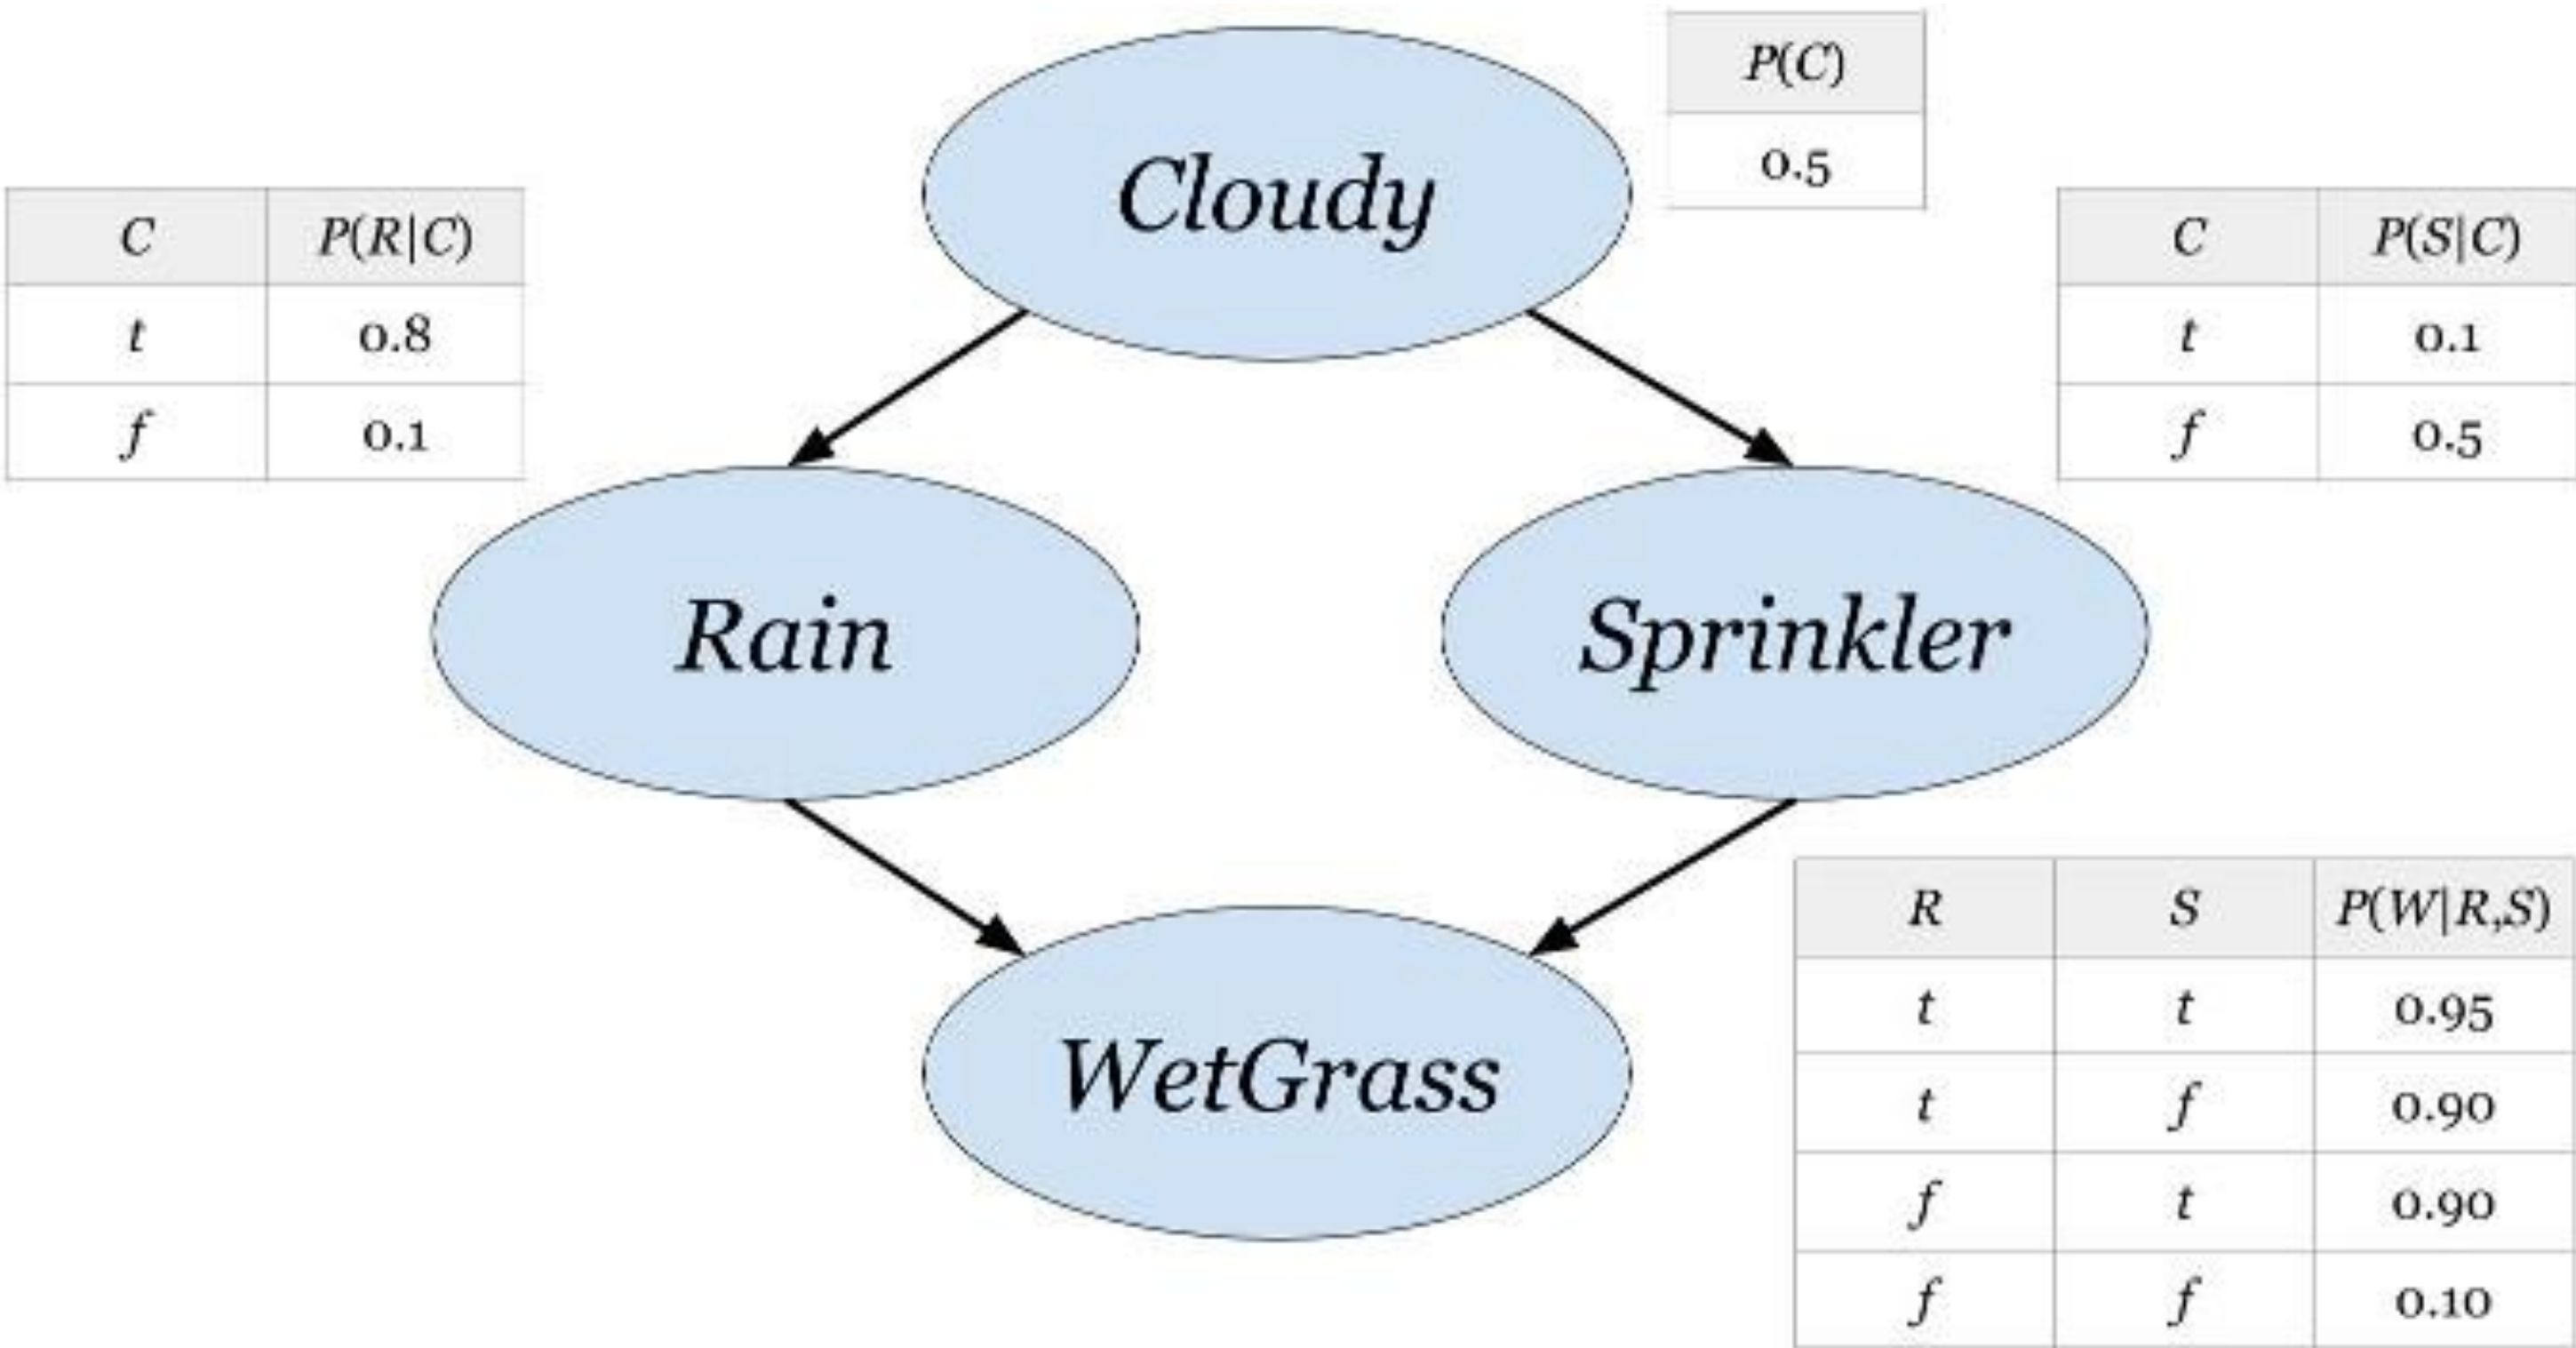 Cloudy
P(C)
0.5
C P(R|C)
t 0.8
f 0.1
C P(S|C)
t 0.1
f 0.5
Rain
Sprinkler
WetGrass
R S P(W|R,S)
t t 0.95
t f 0.90
f t 0.90
f f 0.10